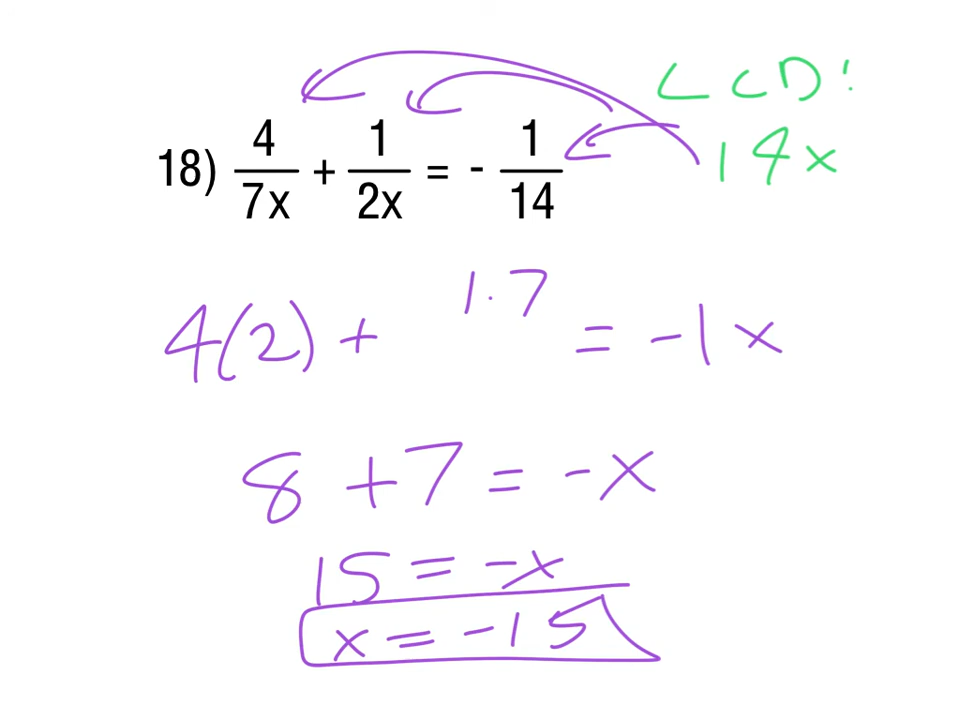 LCD:
14x
18) 4/7x + 1/2x = - 1/14
4(2) + 1·7 = -1x
8 + 7 = -x
15 = -x
x = -15